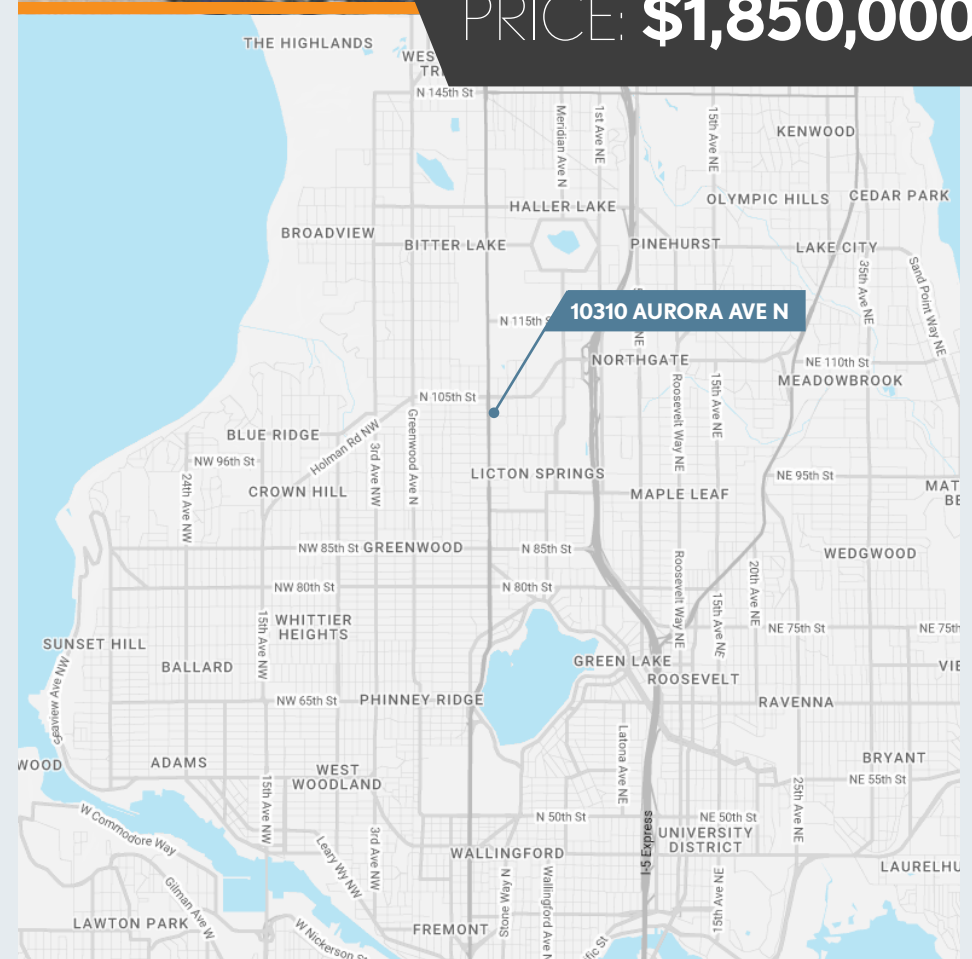 PRICE: $1,850,000
THE HIGHLANDS
N 145th St
Meridian Ave N
1st Ave NE
15th Ave NE
KENWOOD
HALLER LAKE
OLYMPIC HILLS
CEDAR PARK
BROADVIEW
BITTER LAKE
PINEHURST
LAKE CITY
35th Ave NE
Sand Point Way NE
10310 AURORA AVE N
N 115th
NE
NORTHGATE
NE 110th St
MEADOWBROOK
Roosevelt Way NE
15th Ave NE
N 105th St
Greenwood Ave N
BLUE RIDGE
Holman Rd NW
3rd Ave NW
NW 96th St
24th Ave NW
CROWN HILL
LICTON SPRINGS
MAPLE LEAF
NE 95th St
NW 85th St
GREENWOOD
N 85th St
WEDGWOOD
NW 80th St
N 80th St
Roosevelt Way NE
20th Ave NE
15th Ave NE
WHITTIER
HEIGHTS
15th Ave NW
NE 75th St
NE 75th
SUNSET HILL
BALLARD
GREEN LAKE
ROOSEVELT
Seaview Ave NW
NW 65th St
PHINNEY RIDGE
RAVENNA
Latona Ave NE
BRYANT
WOOD
ADAMS
WEST
WOODLAND
NE 55th St
15th Ave NW
25th Ave NE
N 50th St
NE 50th St
I-5 Express
UNIVERSITY
DISTRICT
W Commodore Way
Leary Wy NW
3rd Ave NW
WALLINGFORD
LAURELHU
Gilman Ave W
Stone Way N
Wallingford Ave N
15th Ave NE
LAWTON PARK
W Nickerson St
FREMONT